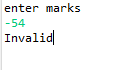 enter marks
-54
Invalid